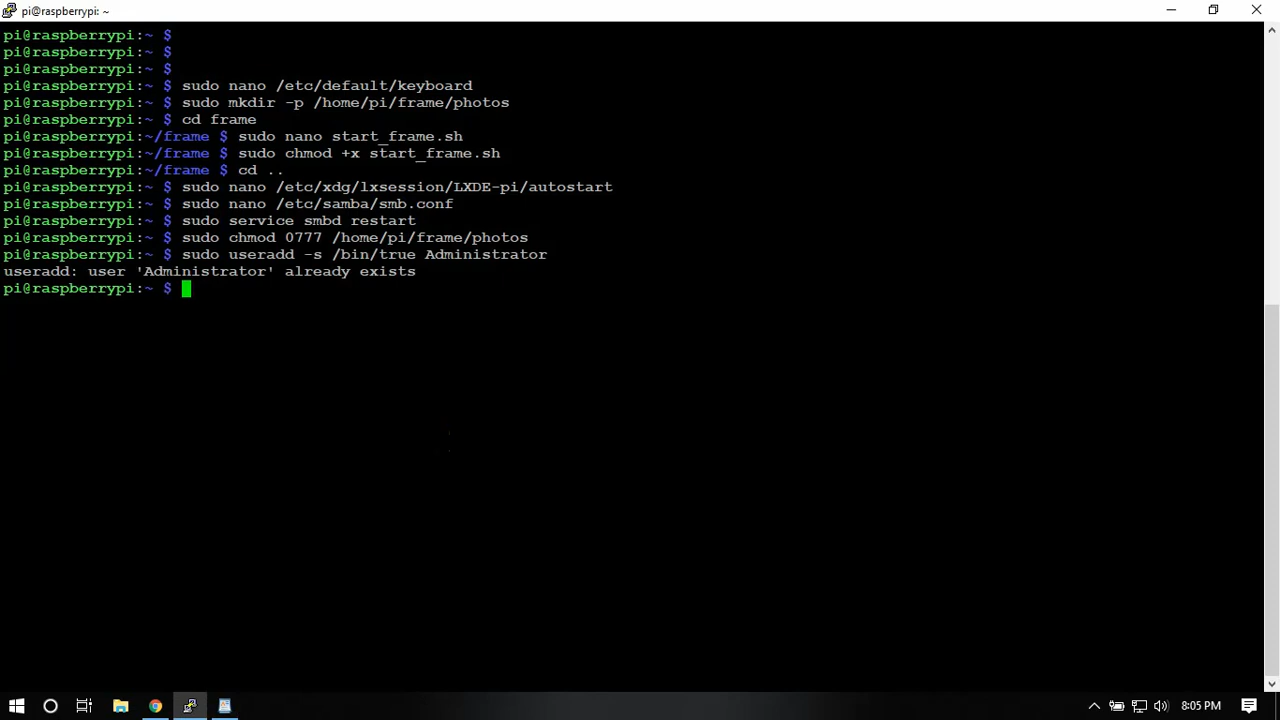 pi@raspberrypi: ~
pi@raspberrypi:~ $
pi@raspberrypi:~ $
pi@raspberrypi:~ $
pi@raspberrypi:~ $ sudo nano /etc/default/keyboard
pi@raspberrypi:~ $ sudo mkdir -p /home/pi/frame/photos
pi@raspberrypi:~ $ cd frame
pi@raspberrypi:~/frame $ sudo nano start_frame.sh
pi@raspberrypi:~/frame $ sudo chmod +x start_frame.sh
pi@raspberrypi:~/frame $ cd ..
pi@raspberrypi:~ $ sudo nano /etc/xdg/lxsession/LXDE-pi/autostart
pi@raspberrypi:~ $ sudo nano /etc/samba/smb.conf
pi@raspberrypi:~ $ sudo service smbd restart
pi@raspberrypi:~ $ sudo chmod 0777 /home/pi/frame/photos
pi@raspberrypi:~ $ sudo useradd -s /bin/true Administrator
useradd: user 'Administrator' already exists
pi@raspberrypi:~ $
8:05 PM